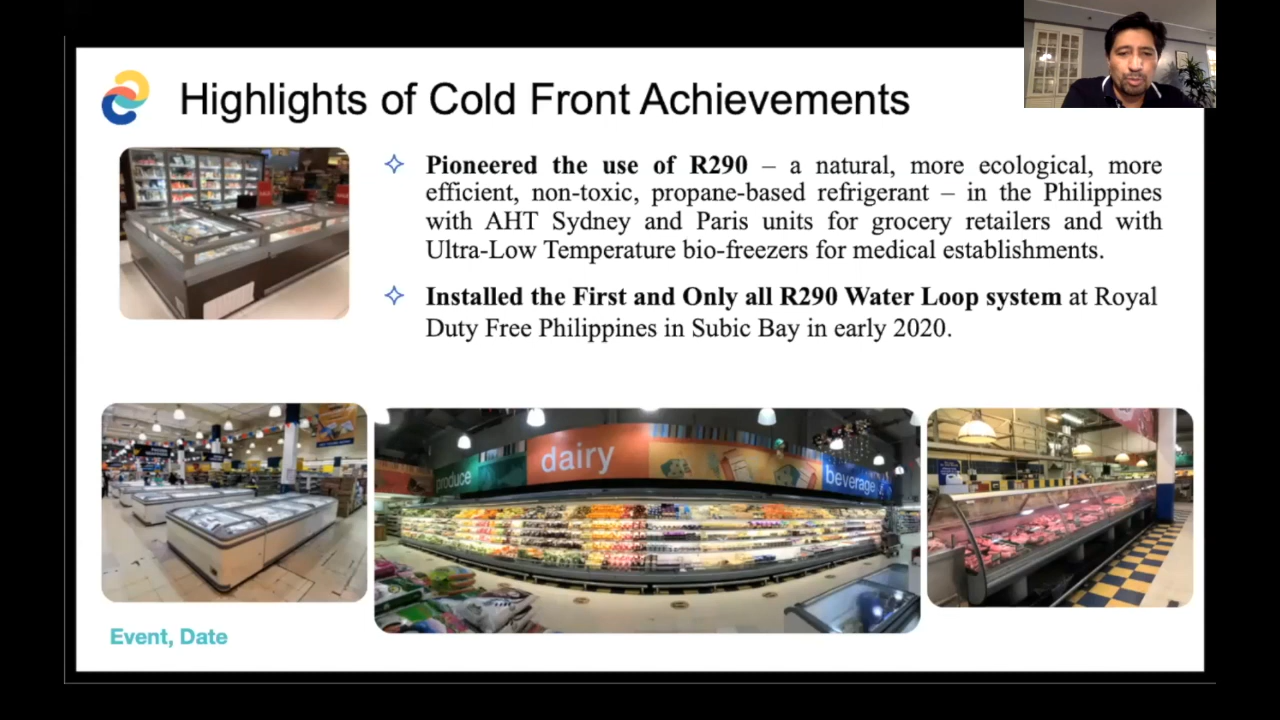 Highlights of Cold Front Achievements
Pioneered the use of R290 – a natural, more ecological, more
efficient, non-toxic, propane-based refrigerant – in the Philippines
with AHT Sydney and Paris units for grocery retailers and with
Ultra-Low Temperature bio-freezers for medical establishments.
Installed the First and Only all R290 Water Loop system at Royal
Duty Free Philippines in Subic Bay in early 2020.
produce
dairy
beverage
Event, Date